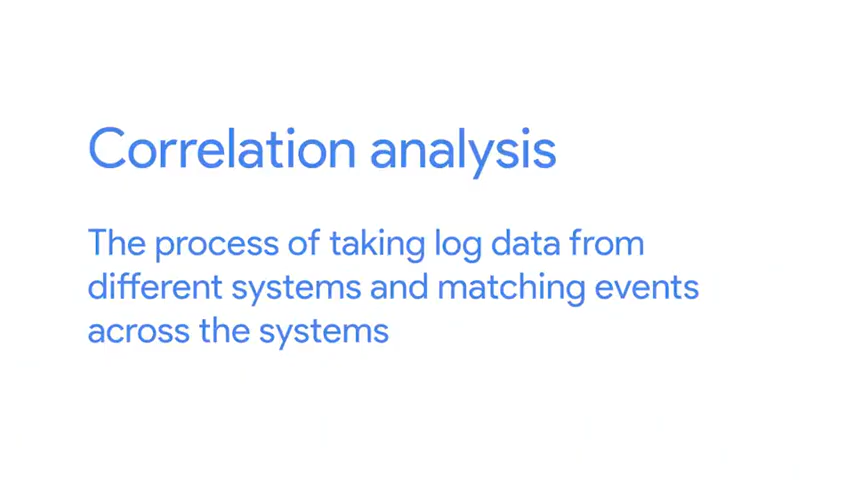 Correlation analysis
The process of taking log data from
different systems and matching events
across the systems